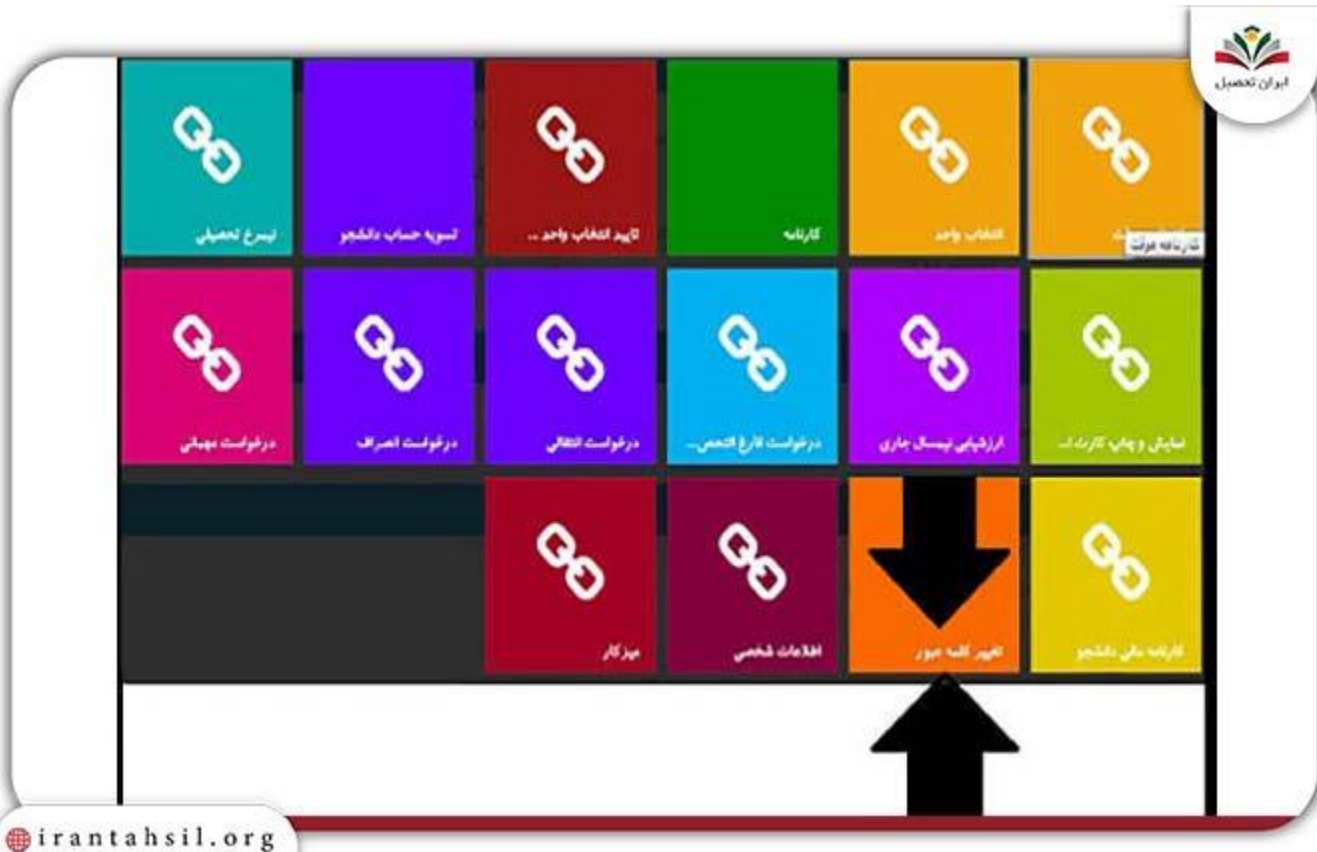 ایران تحصیل
انتخاب واحد
کارنامه
تایید انتخاب واحد ...
تسویه حساب دانشجو
نیمرخ تحصیلی
کارنامه موقت
نمایش و چاپ کارت ا...
ارزشیابی نیمسال جاری
درخواست فارغ التحص...
درخواست انتقالی
درخواست انصراف
درخواست مهمانی
کارنامه مالی دانشجو
تغییر کلمه عبور
اطلاعات شخصی
میزکار
irantahsil.org